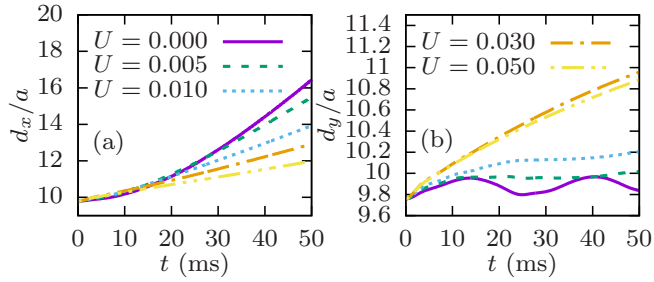 20
18
16
14
12
10
d_x/a
U = 0.000
U = 0.005
U = 0.010
(a)
0 10 20 30 40 50
t (ms)
11.4
11.2
11
10.8
10.6
10.4
10.2
10
9.8
9.6
d_y/a
U = 0.030
U = 0.050
(b)
0 10 20 30 40 50
t (ms)